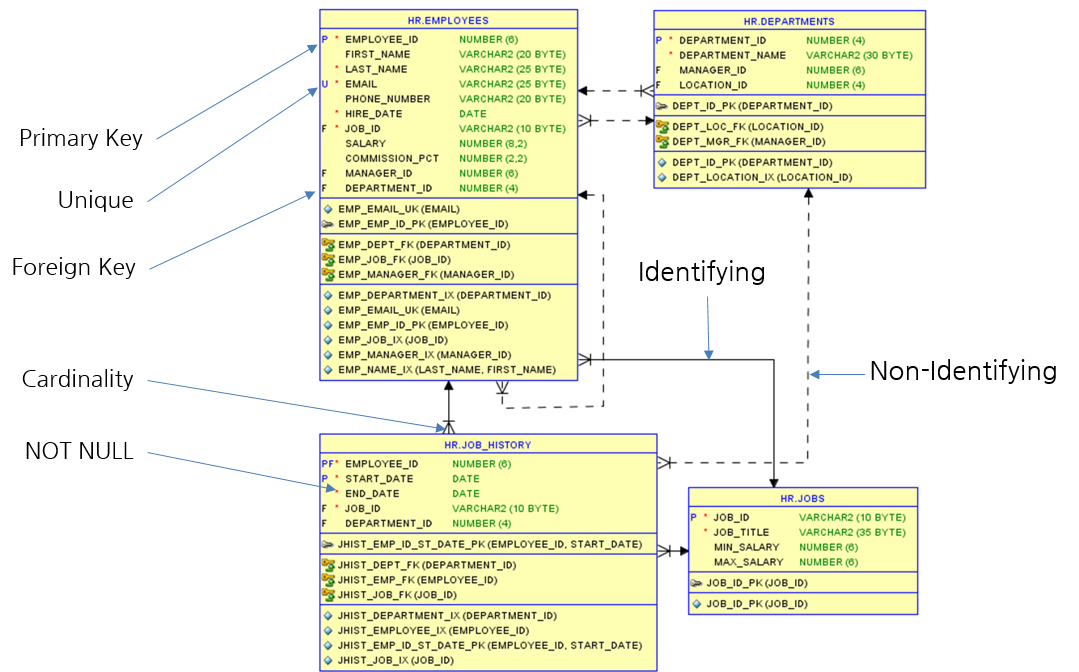 HR.EMPLOYEES
P * EMPLOYEE_ID NUMBER (6)
FIRST_NAME VARCHAR2 (20 BYTE)
* LAST_NAME VARCHAR2 (25 BYTE)
U * EMAIL VARCHAR2 (25 BYTE)
PHONE_NUMBER VARCHAR2 (20 BYTE)
* HIRE_DATE DATE
F * JOB_ID VARCHAR2 (10 BYTE)
SALARY NUMBER (8,2)
COMMISSION_PCT NUMBER (2,2)
F MANAGER_ID NUMBER (6)
F DEPARTMENT_ID NUMBER (4)
EMP_EMAIL_UK (EMAIL)
EMP_EMP_ID_PK (EMPLOYEE_ID)
EMP_DEPT_FK (DEPARTMENT_ID)
EMP_JOB_FK (JOB_ID)
EMP_MANAGER_FK (MANAGER_ID)
EMP_DEPARTMENT_IX (DEPARTMENT_ID)
EMP_EMAIL_UK (EMAIL)
EMP_EMP_ID_PK (EMPLOYEE_ID)
EMP_JOB_IX (JOB_ID)
EMP_MANAGER_IX (MANAGER_ID)
EMP_NAME_IX (LAST_NAME, FIRST_NAME)
HR.DEPARTMENTS
P * DEPARTMENT_ID NUMBER (4)
* DEPARTMENT_NAME VARCHAR2 (30 BYTE)
F MANAGER_ID NUMBER (6)
F LOCATION_ID NUMBER (4)
DEPT_ID_PK (DEPARTMENT_ID)
DEPT_LOC_FK (LOCATION_ID)
DEPT_MGR_FK (MANAGER_ID)
DEPT_ID_PK (DEPARTMENT_ID)
DEPT_LOCATION_IX (LOCATION_ID)
Primary Key
Unique
Foreign Key
Identifying
Non-Identifying
Cardinality
NOT NULL
HR.JOB_HISTORY
PF* EMPLOYEE_ID NUMBER (6)
P * START_DATE DATE
* END_DATE DATE
F * JOB_ID VARCHAR2 (10 BYTE)
F DEPARTMENT_ID NUMBER (4)
JHIST_EMP_ID_ST_DATE_PK (EMPLOYEE_ID, START_DATE)
JHIST_DEPT_FK (DEPARTMENT_ID)
JHIST_EMP_FK (EMPLOYEE_ID)
JHIST_JOB_FK (JOB_ID)
JHIST_DEPARTMENT_IX (DEPARTMENT_ID)
JHIST_EMPLOYEE_IX (EMPLOYEE_ID)
JHIST_EMP_ID_ST_DATE_PK (EMPLOYEE_ID, START_DATE)
JHIST_JOB_IX (JOB_ID)
HR.JOBS
P * JOB_ID VARCHAR2 (10 BYTE)
* JOB_TITLE VARCHAR2 (35 BYTE)
MIN_SALARY NUMBER (6)
MAX_SALARY NUMBER (6)
JOB_ID_PK (JOB_ID)
JOB_ID_PK (JOB_ID)